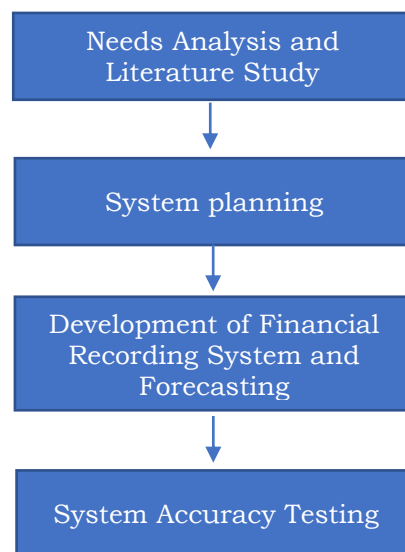 Needs Analysis and
Literature Study
System planning
Development of Financial
Recording System and
Forecasting
System Accuracy Testing